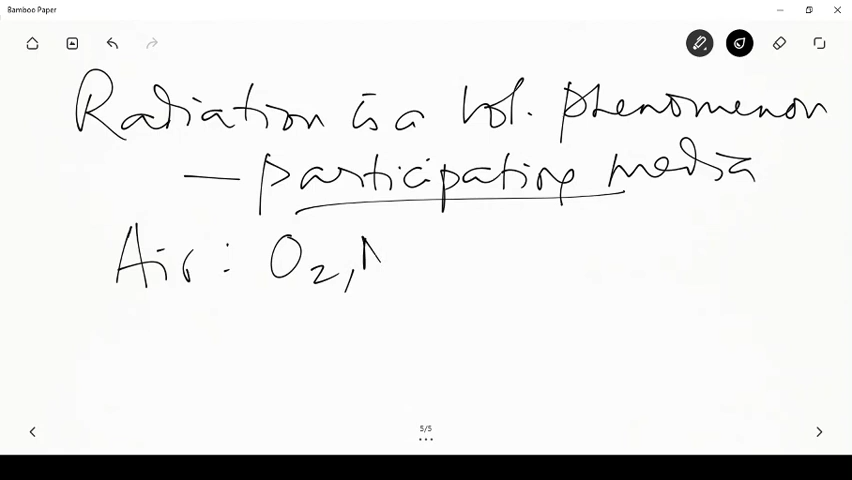 Bamboo Paper
Radiation is a vol. phenomenon
— participating media
Air : O₂, N
5/5